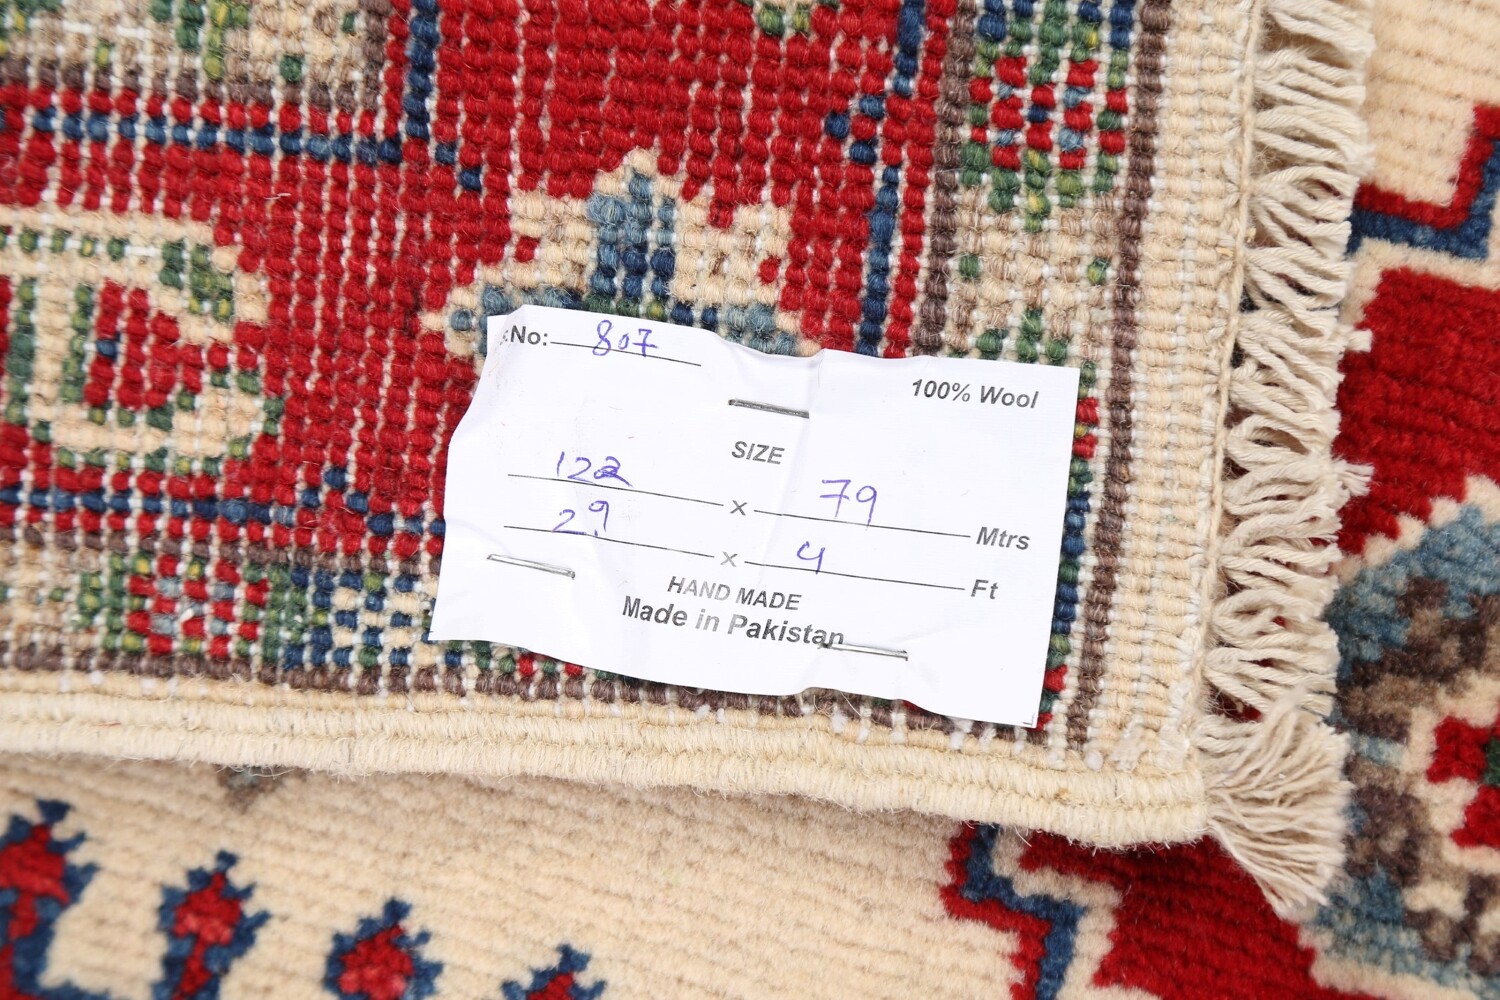 No: 807
100% Wool
SIZE
122 x 79 Mtrs
2.9 x 4 Ft
HAND MADE
Made in Pakistan